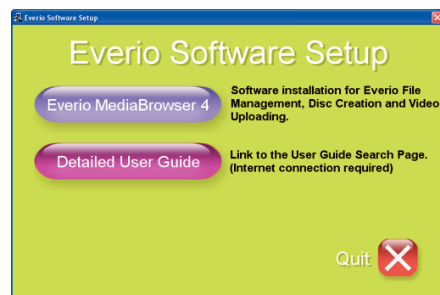 Everio Software Setup
Everio Software Setup
Everio MediaBrowser 4
Software installation for Everio File
Management, Disc Creation and Video
Uploading.
Detailed User Guide
Link to the User Guide Search Page.
(Internet connection required)
Quit